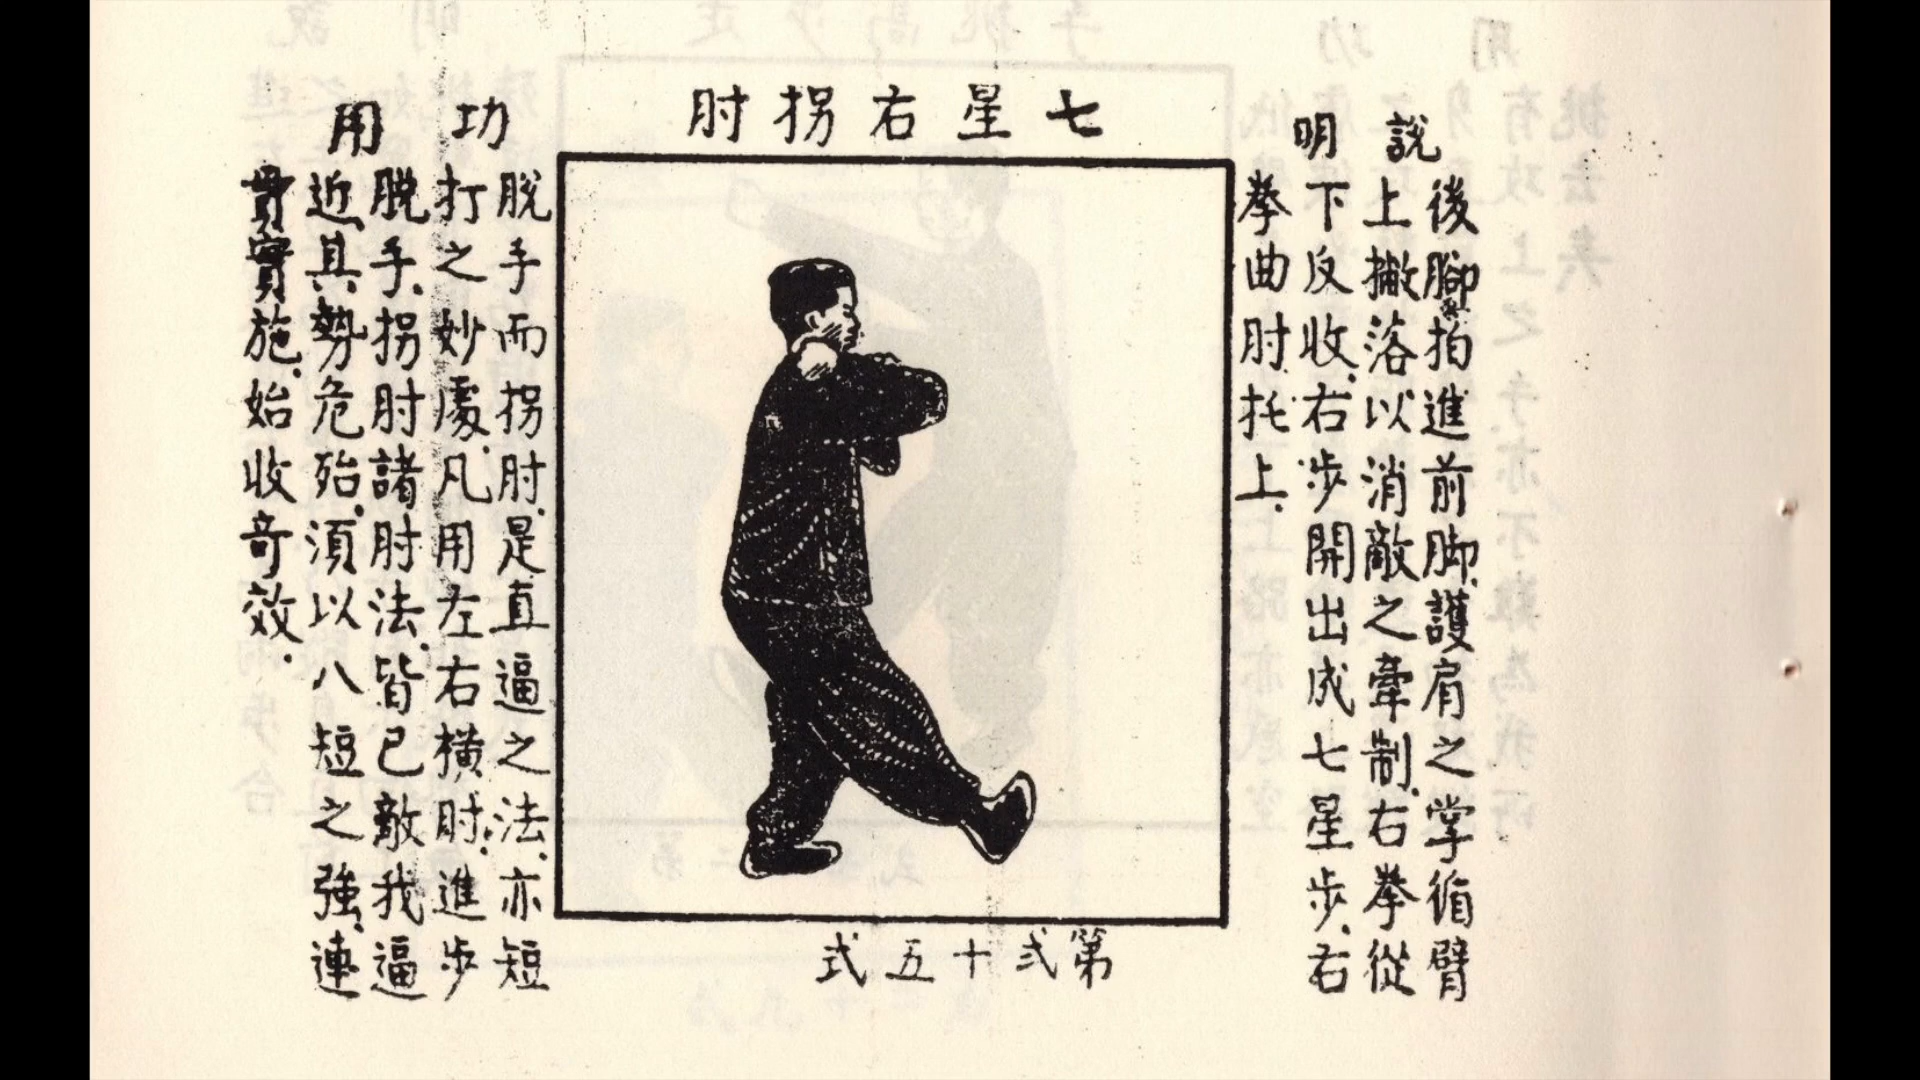 七星右拐肘
說明
後腳拍進前脚、護肩之掌循臂
上撇落以消敵之牽制、右拳從
下反收、右步開出成七星步、右
拳曲肘、托上、
第弍十五式
功用
脫手而拐肘、是直逼之法、亦短
打之妙處、凡用左右橫肘、進步
脫手、拐肘諸肘法、皆已敵我逼
近、其勢危殆、須以八短之強、連
貫實施、始收奇效、